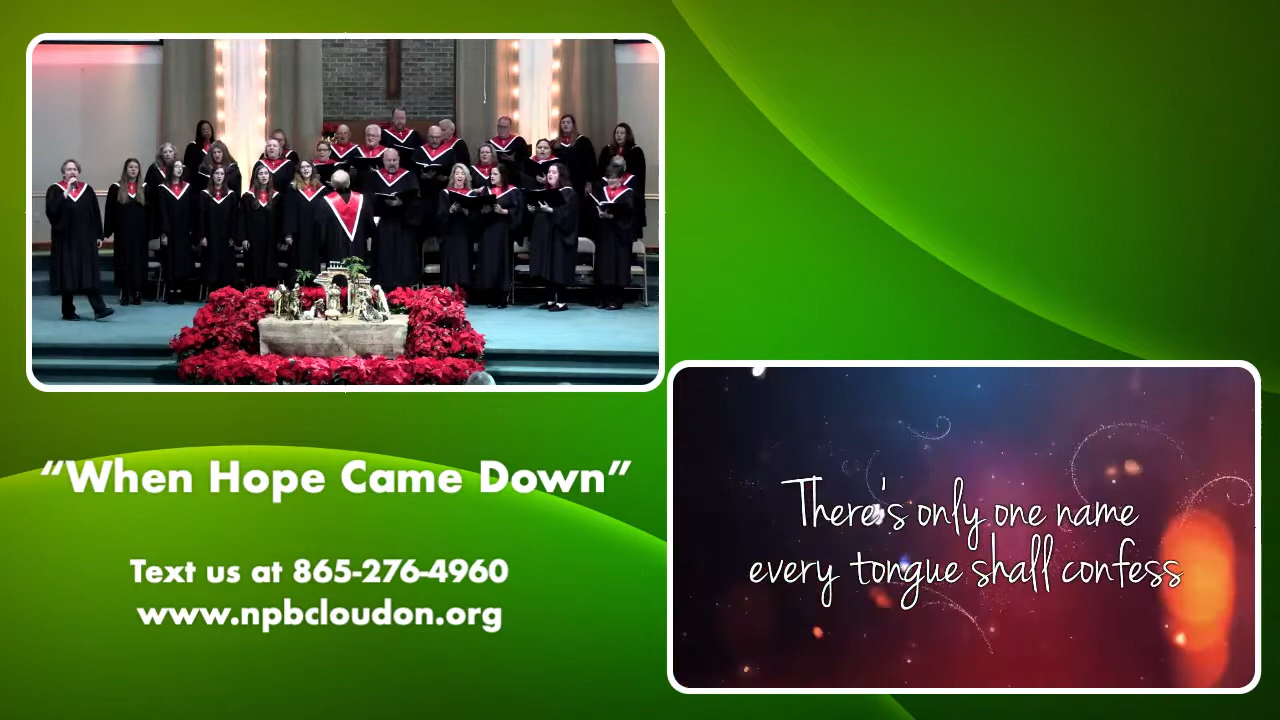 “When Hope Came Down”
Text us at 865-276-4960
www.npbcloudon.org
There's only one name
every tongue shall confess